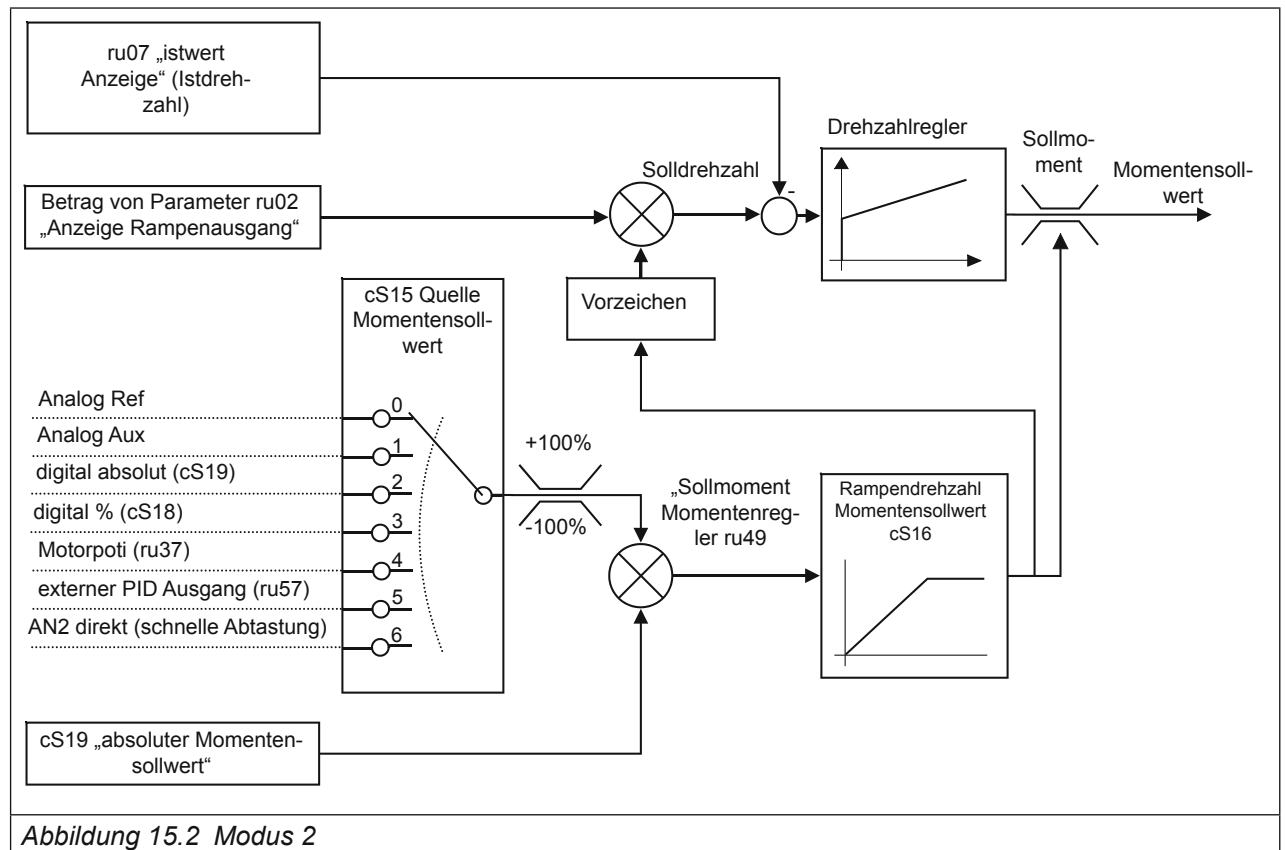 ru07 „istwert
Anzeige“ (Istdreh-
zahl)
Drehzahlregler
Sollmo-
ment
Momentensoll-
wert
Solldrehzahl
-
Betrag von Parameter ru02
„Anzeige Rampenausgang“
Vorzeichen
cS15 Quelle
Momentensoll-
wert
Analog Ref
0
Analog Aux
1
digital absolut (cS19)
2
digital % (cS18)
3
Motorpoti (ru37)
4
externer PID Ausgang (ru57)
5
AN2 direkt (schnelle Abtastung)
6
+100%
-100%
„Sollmoment
Momentenreg-
ler ru49
Rampendrehzahl
Momentensollwert
cS16
cS19 „absoluter Momenten-
sollwert“
Abbildung 15.2 Modus 2